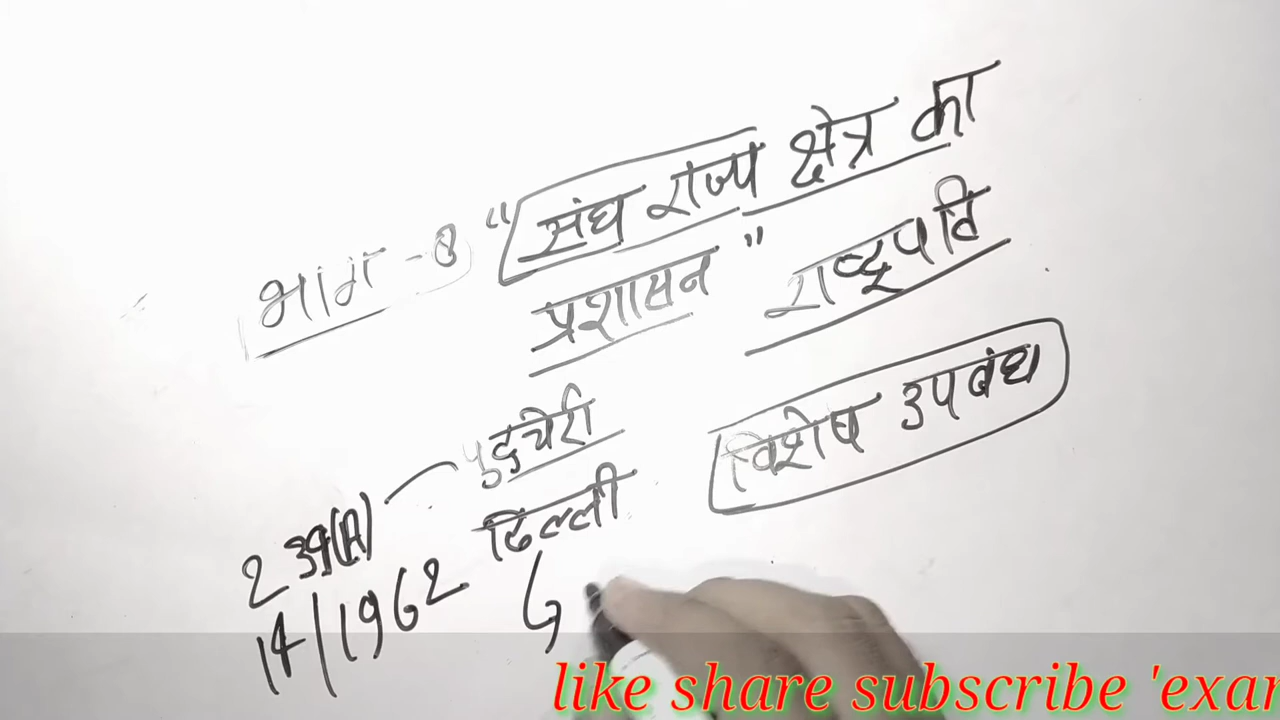 भाग - 8 "संघ राज्य क्षेत्र का
प्रशासन" राष्ट्रपति
विशेष उपबंध
पुदुचेरी
239(A)
दिल्ली
14/1962
like share subscribe 'exar